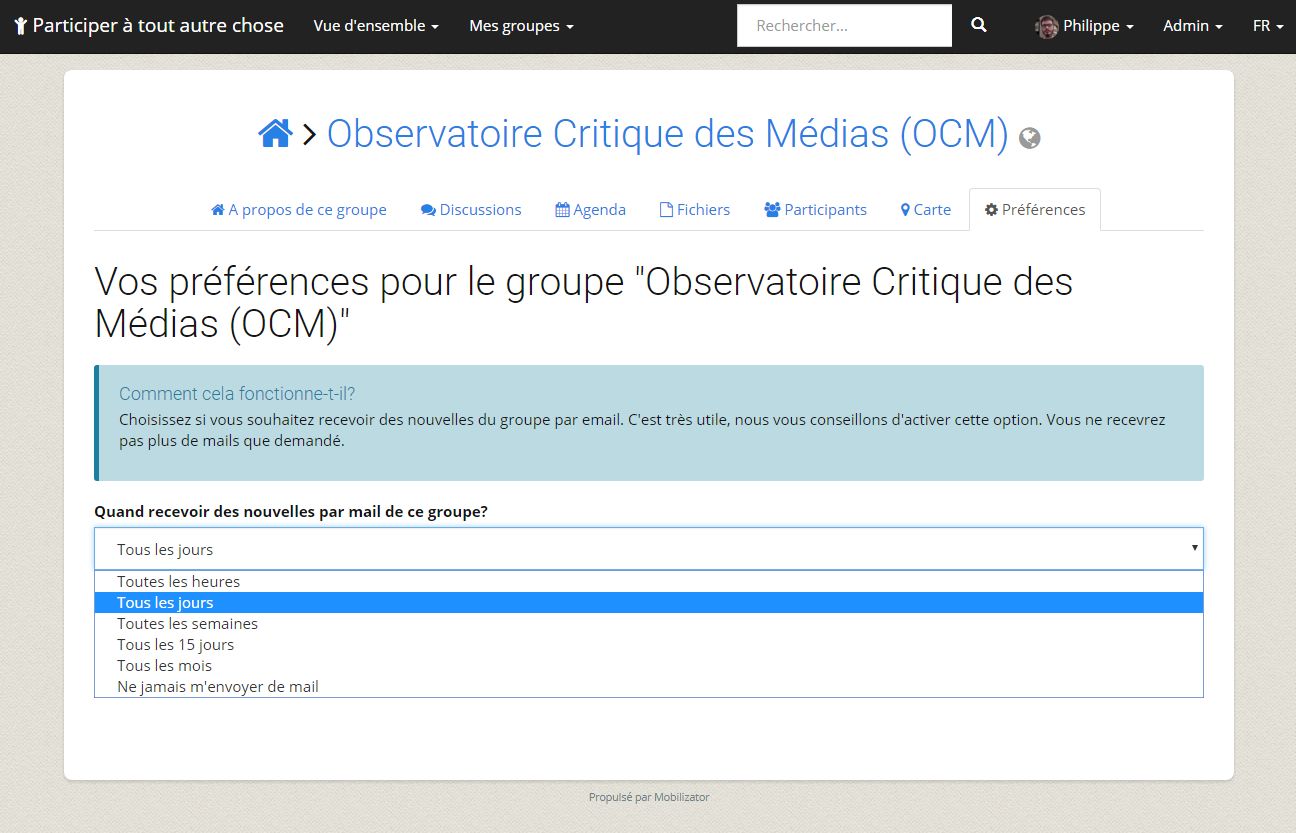 Participer à tout autre chose Vue d'ensemble Mes groupes Rechercher... Philippe Admin FR
Observatoire Critique des Médias (OCM)
A propos de ce groupe Discussions Agenda Fichiers Participants Carte Préférences
Vos préférences pour le groupe "Observatoire Critique des
Médias (OCM)"
Comment cela fonctionne-t-il?
Choisissez si vous souhaitez recevoir des nouvelles du groupe par email. C'est très utile, nous vous conseillons d'activer cette option. Vous ne recevrez
pas plus de mails que demandé.
Quand recevoir des nouvelles par mail de ce groupe?
Tous les jours
Toutes les heures
Tous les jours
Toutes les semaines
Tous les 15 jours
Tous les mois
Ne jamais m'envoyer de mail
Propulsé par Mobilizator